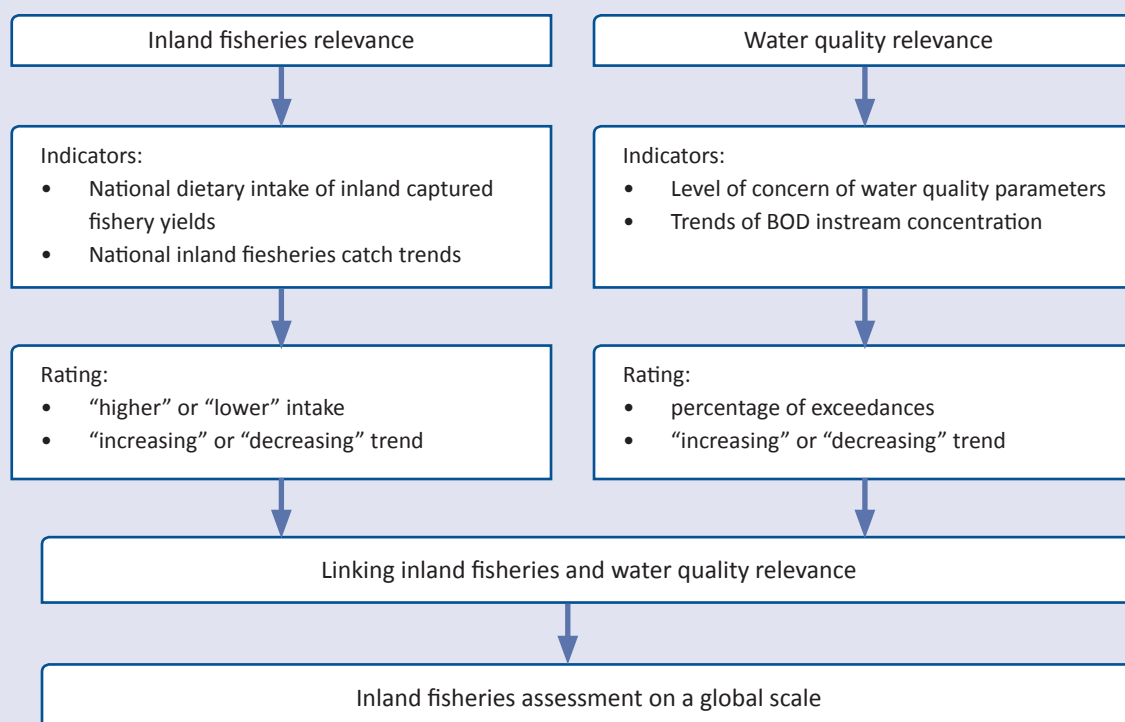 Inland fisheries relevance
Water quality relevance
Indicators:
• National dietary intake of inland captured
fishery yields
• National inland fiesheries catch trends
Indicators:
• Level of concern of water quality parameters
• Trends of BOD instream concentration
Rating:
• “higher” or “lower” intake
• “increasing” or “decreasing” trend
Rating:
• percentage of exceedances
• “increasing” or “decreasing” trend
Linking inland fisheries and water quality relevance
Inland fisheries assessment on a global scale